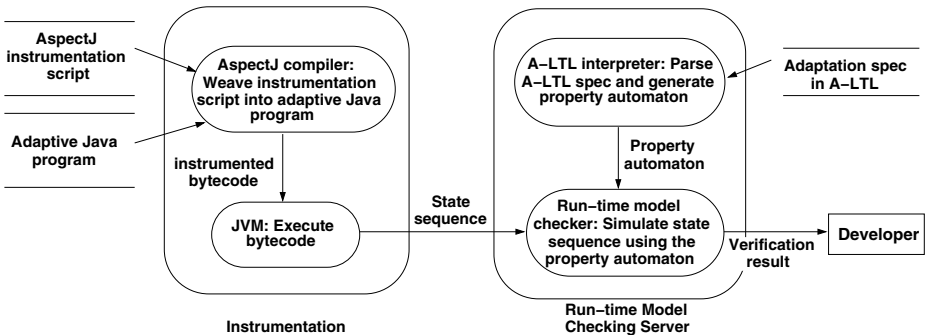 AspectJ
instrumentation
script
Adaptive Java
program
AspectJ compiler:
Weave instrumentation
script into adaptive Java
program
instrumented
bytecode
JVM: Execute
bytecode
Instrumentation
State
sequence
A−LTL interpreter: Parse
A−LTL spec and generate
property automaton
Adaptation spec
in A−LTL
Property
automaton
Run−time model
checker: Simulate state
sequence using the
property automaton
Verification
result
Developer
Run−time Model
Checking Server